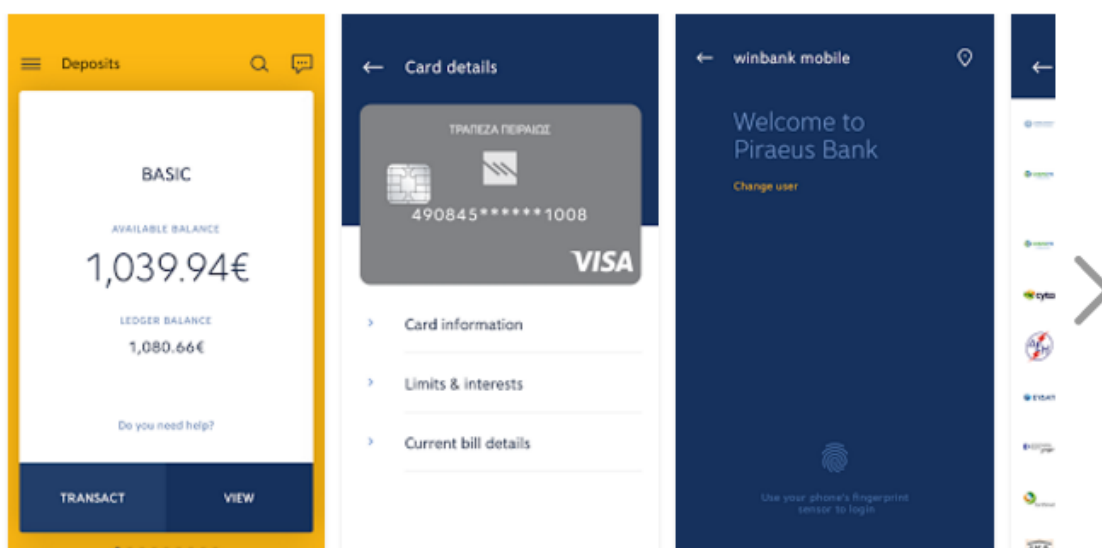 Deposits
BASIC
AVAILABLE BALANCE
1,039.94€
LEDGER BALANCE
1,080.66€
Do you need help?
TRANSACT
VIEW
Card details
ΤΡΑΠΕΖΑ ΠΕΙΡΑΙΩΣ
490845******1008
VISA
Card information
Limits & interests
Current bill details
winbank mobile
Welcome to
Piraeus Bank
Change user
Use your phone's fingerprint
sensor to login
cyta
ΔΕΗ